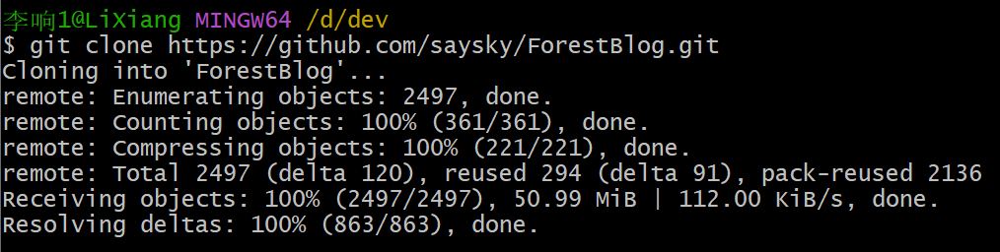 李响1@LiXiang MINGW64 /d/dev
$ git clone https://github.com/saysky/ForestBlog.git
Cloning into 'ForestBlog'...
remote: Enumerating objects: 2497, done.
remote: Counting objects: 100% (361/361), done.
remote: Compressing objects: 100% (221/221), done.
remote: Total 2497 (delta 120), reused 294 (delta 91), pack-reused 2136
Receiving objects: 100% (2497/2497), 50.99 MiB | 112.00 KiB/s, done.
Resolving deltas: 100% (863/863), done.